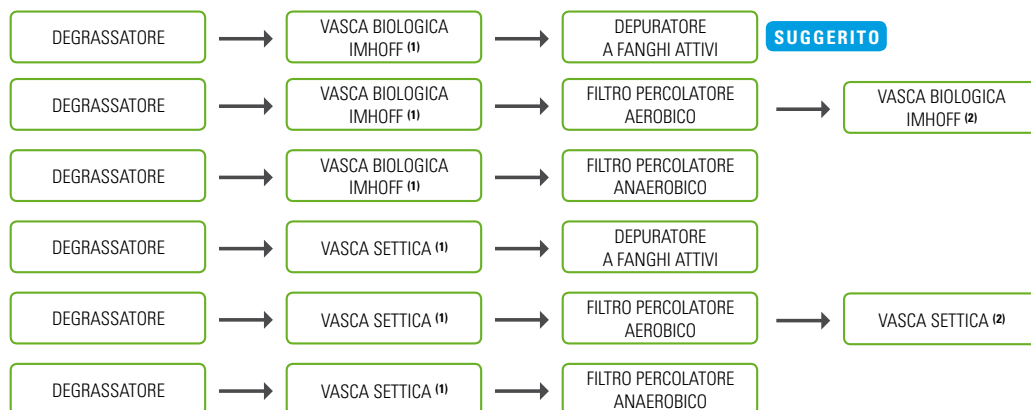 DEGRASSATORE
VASCA BIOLOGICA
IMHOFF (1)
DEPURATORE
A FANGHI ATTIVI
SUGGERITO
DEGRASSATORE
VASCA BIOLOGICA
IMHOFF (1)
FILTRO PERCOLATORE
AEROBICO
VASCA BIOLOGICA
IMHOFF (2)
DEGRASSATORE
VASCA BIOLOGICA
IMHOFF (1)
FILTRO PERCOLATORE
ANAEROBICO
DEGRASSATORE
VASCA SETTICA (1)
DEPURATORE
A FANGHI ATTIVI
DEGRASSATORE
VASCA SETTICA (1)
FILTRO PERCOLATORE
AEROBICO
VASCA SETTICA (2)
DEGRASSATORE
VASCA SETTICA (1)
FILTRO PERCOLATORE
ANAEROBICO